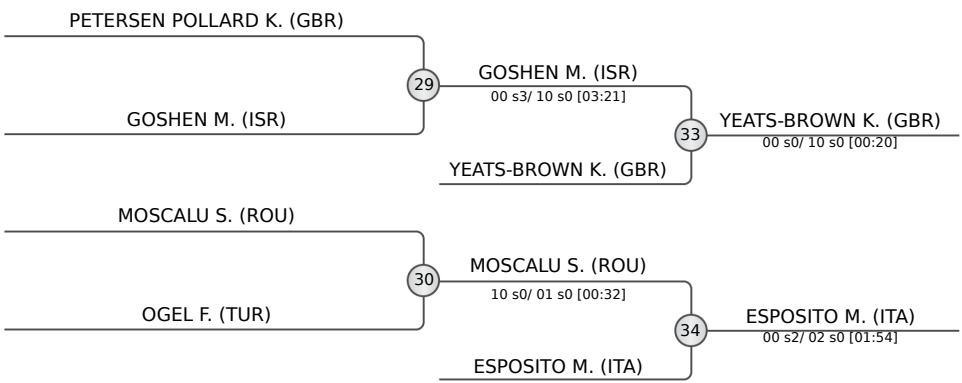 PETERSEN POLLARD K. (GBR)
29
GOSHEN M. (ISR)
GOSHEN M. (ISR)
00 s3/ 10 s0 [03:21]
33
YEATS-BROWN K. (GBR)
YEATS-BROWN K. (GBR)
00 s0/ 10 s0 [00:20]
MOSCALU S. (ROU)
30
OGEL F. (TUR)
MOSCALU S. (ROU)
10 s0/ 01 s0 [00:32]
34
ESPOSITO M. (ITA)
ESPOSITO M. (ITA)
00 s2/ 02 s0 [01:54]